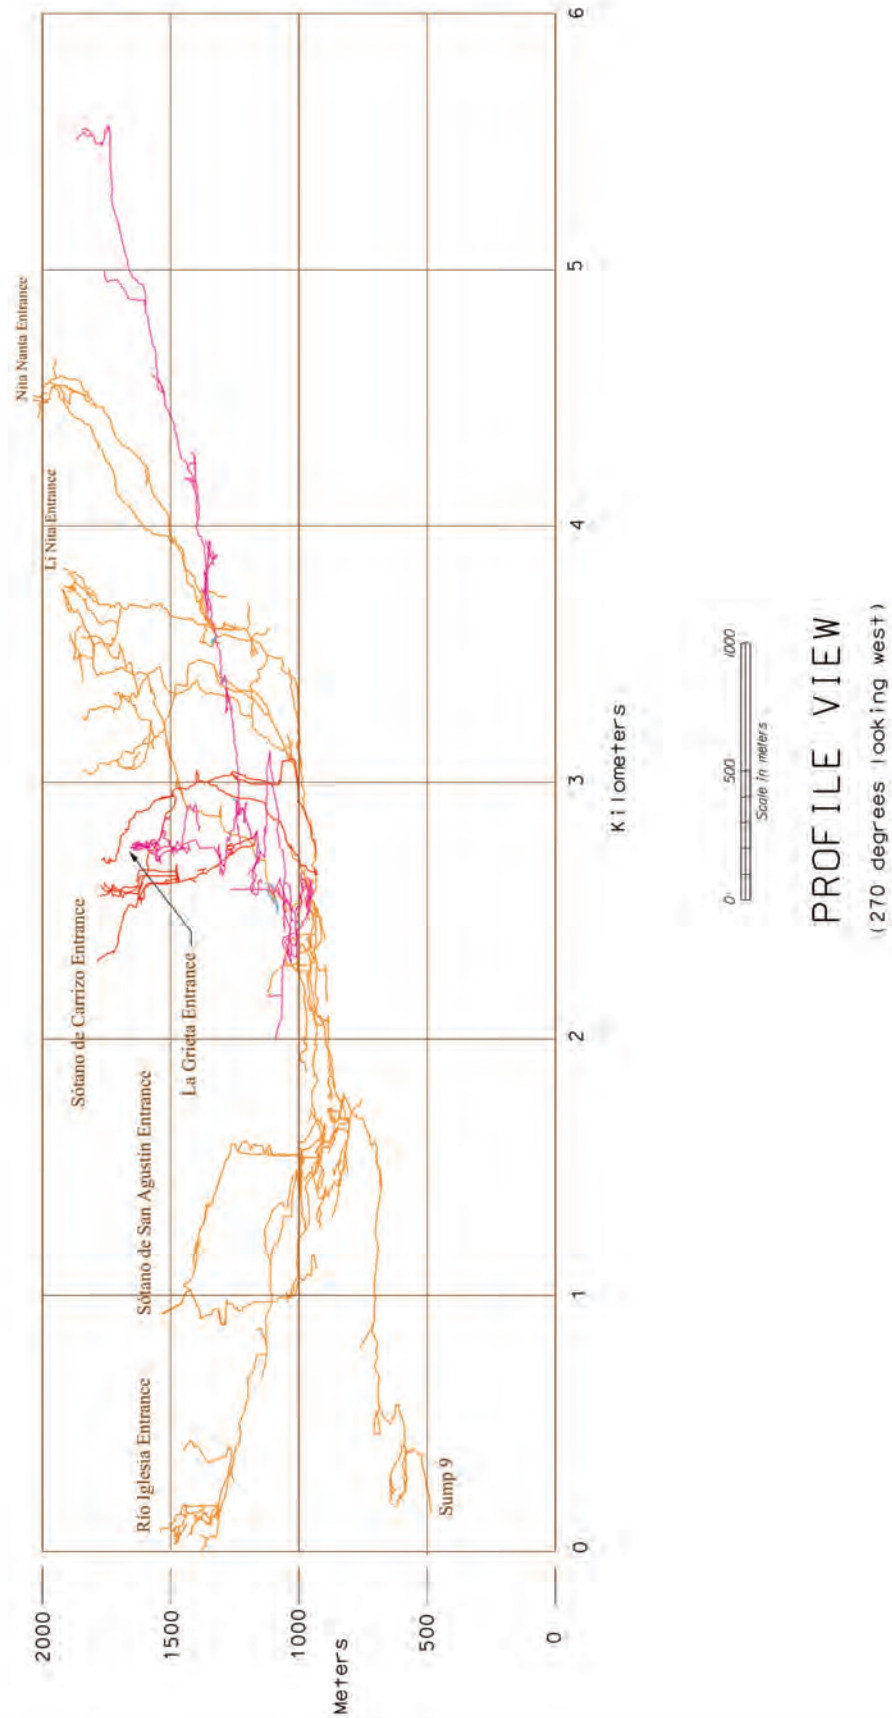 Nita Nanta Entrance
Li Nita Entrance
Sótano de Carrizo Entrance
La Grieta Entrance
Sótano de San Agustín Entrance
Río Iglesia Entrance
Sump 9
2000
1500
1000
500
0
Meters
0
1
2
3
4
5
6
Kilometers
0
500
1000
Scale in meters
PROFILE VIEW
(270 degrees looking west)